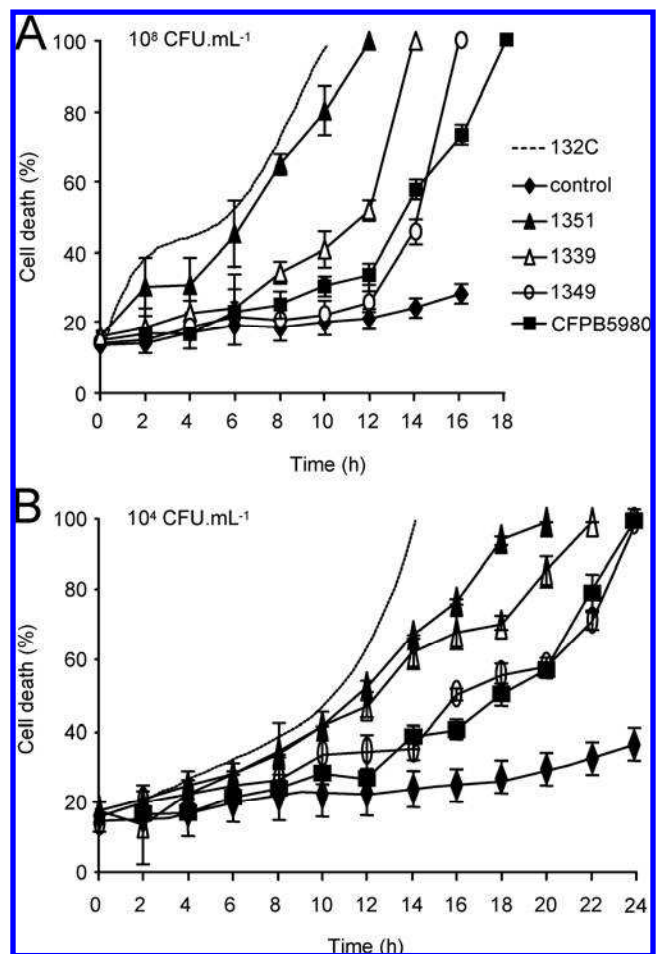 A
10⁸ CFU.mL⁻¹
100
80
60
40
20
0
Cell death (%)
0 2 4 6 8 10 12 14 16 18
Time (h)
132C
control
1351
1339
1349
CFPB5980
B
10⁴ CFU.mL⁻¹
100
80
60
40
20
0
Cell death (%)
0 2 4 6 8 10 12 14 16 18 20 22 24
Time (h)